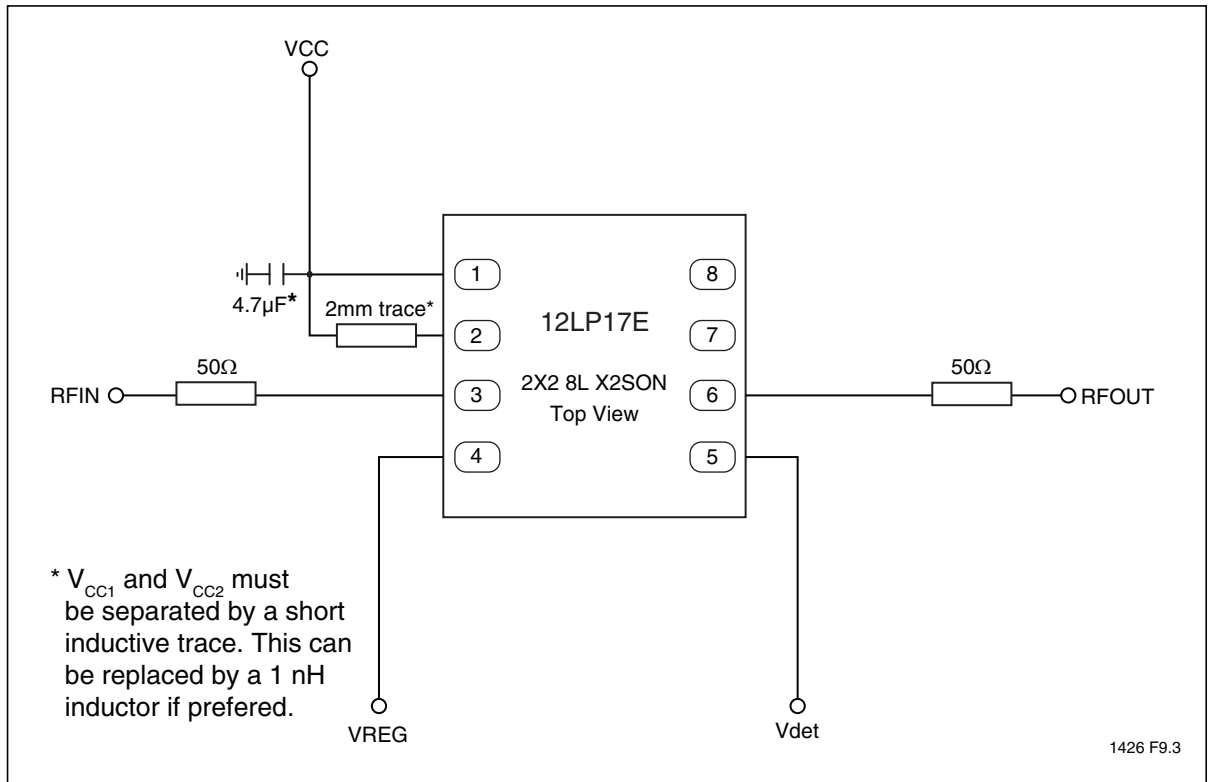 VCC
4.7µF*
2mm trace*
50Ω
RFIN
1
2
3
4
12LP17E
2X2 8L X2SON
Top View
8
7
6
5
50Ω
RFOUT
* VCC1 and VCC2 must
be separated by a short
inductive trace. This can
be replaced by a 1 nH
inductor if prefered.
VREG
Vdet
1426 F9.3